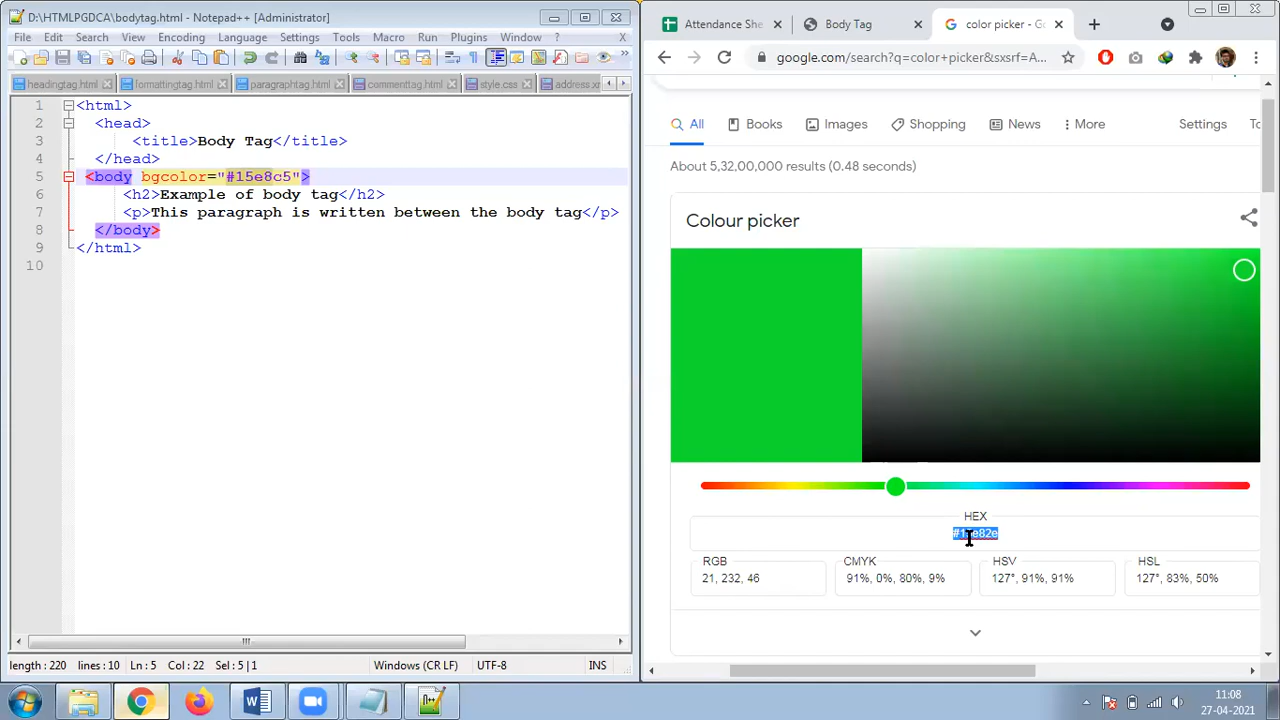 D:\HTMLPGDCA\bodytag.html - Notepad++ [Administrator]
File Edit Search View Encoding Language Settings Tools Macro Run Plugins Window ? X
headingtag.html formattingtag.html paragraphtag.html commenttag.html style.css address.xr
1 <html>
2 <head>
3 <title>Body Tag</title>
4 </head>
5 <body bgcolor="#15e8c5">
6 <h2>Example of body tag</h2>
7 <p>This paragraph is written between the body tag</p>
8 </body>
9 </html>
10
length : 220 lines : 10 Ln : 5 Col : 22 Sel : 5 | 1 Windows (CR LF) UTF-8 INS
Attendance She Body Tag color picker - Go
google.com/search?q=color+picker&sxsrf=A...
All Books Images Shopping News More Settings To
About 5,32,00,000 results (0.48 seconds)
Colour picker
HEX
#15e82e
RGB CMYK HSV HSL
21, 232, 46 91%, 0%, 80%, 9% 127°, 91%, 91% 127°, 83%, 50%
11:08
27-04-2021